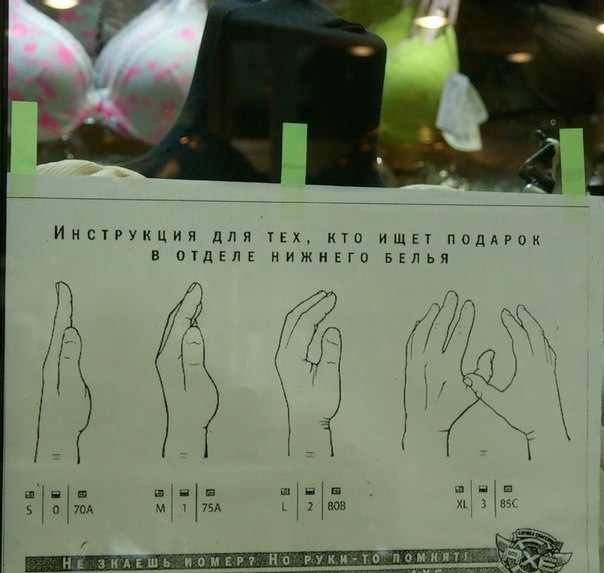 Инструкция для тех, кто ищет подарок
в отделе нижнего белья
S 0 70A
M 1 75A
L 2 80B
XL 3 85C
Не знаешь номер? Но руки-то помнят!